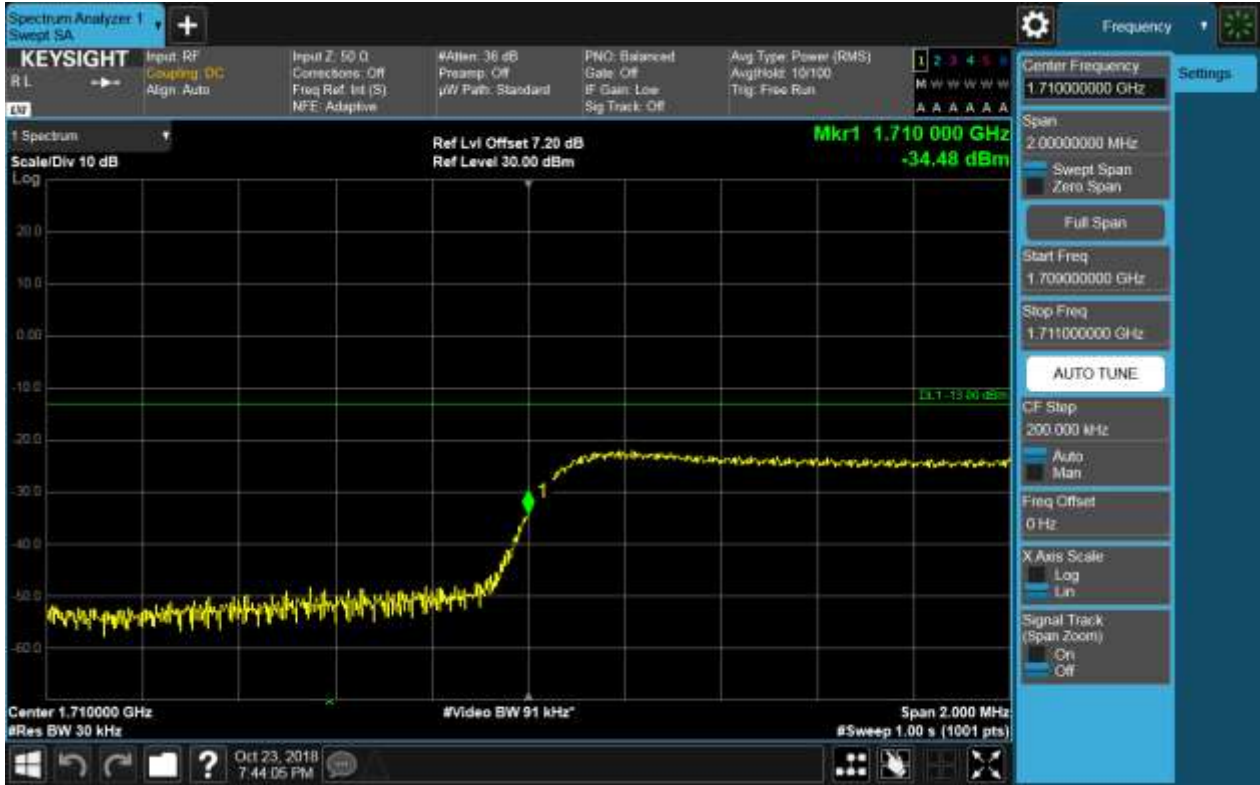 Spectrum Analyzer 1
Swept SA
+
Frequency
KEYSIGHT
R L
Input: RF
Coupling: DC
Align: Auto
Input Z: 50 Ω
Corrections: Off
Freq Ref: Int (S)
NFE: Adaptive
#Atten: 36 dB
Preamp: Off
µW Path: Standard
PNO: Balanced
Gate: Off
IF Gain: Low
Sig Track: Off
Avg Type: Power (RMS)
Avg|Hold: 10/100
Trig: Free Run
1 2 3 4 5 6
M W W W W W
A A A A A A
1 Spectrum
Scale/Div 10 dB
Log
Ref Lvl Offset 7.20 dB
Ref Level 30.00 dBm
Mkr1 1.710 000 GHz
-34.48 dBm
20.0
10.0
0.00
-10.0
-20.0
-30.0
-40.0
-50.0
-60.0
DL1 -13.00 dBm
1
Center 1.710000 GHz
#Res BW 30 kHz
#Video BW 91 kHz*
Span 2.000 MHz
#Sweep 1.00 s (1001 pts)
?
Oct 23, 2018
7:44:05 PM
Center Frequency
1.710000000 GHz
Settings
Span
2.00000000 MHz
Swept Span
Zero Span
Full Span
Start Freq
1.709000000 GHz
Stop Freq
1.711000000 GHz
AUTO TUNE
CF Step
200.000 kHz
Auto
Man
Freq Offset
0 Hz
X Axis Scale
Log
Lin
Signal Track
(Span Zoom)
On
Off